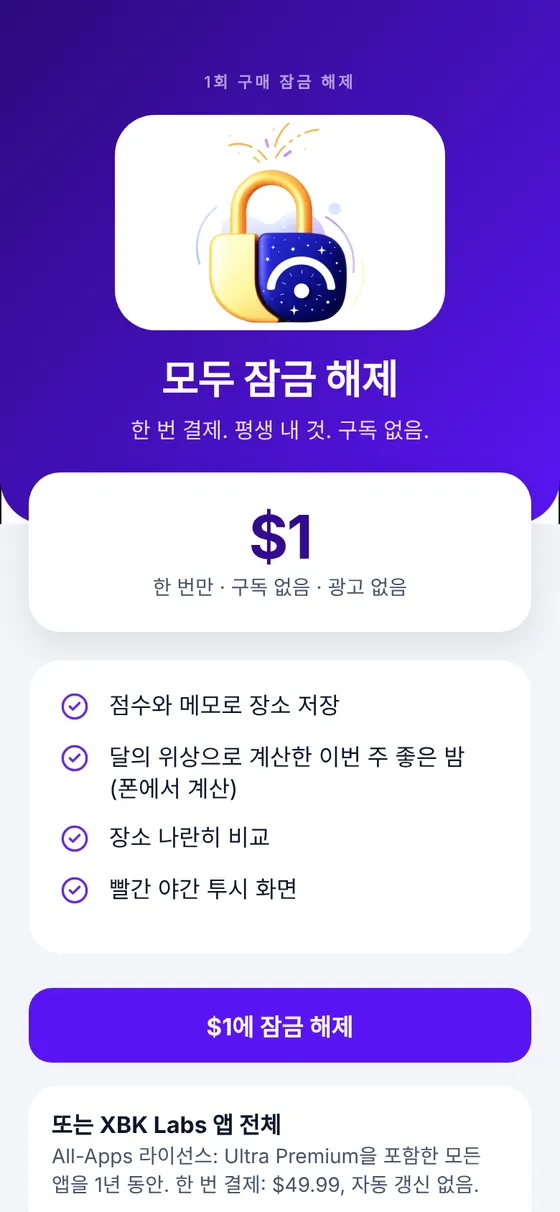 1회 구매 잠금 해제
모두 잠금 해제
한 번 결제. 평생 내 것. 구독 없음.
$1
한 번만 · 구독 없음 · 광고 없음
점수와 메모로 장소 저장
달의 위상으로 계산한 이번 주 좋은 밤
(폰에서 계산)
장소 나란히 비교
빨간 야간 투시 화면
$1에 잠금 해제
또는 XBK Labs 앱 전체
All-Apps 라이선스: Ultra Premium을 포함한 모든
앱을 1년 동안. 한 번 결제: $49.99, 자동 갱신 없음.